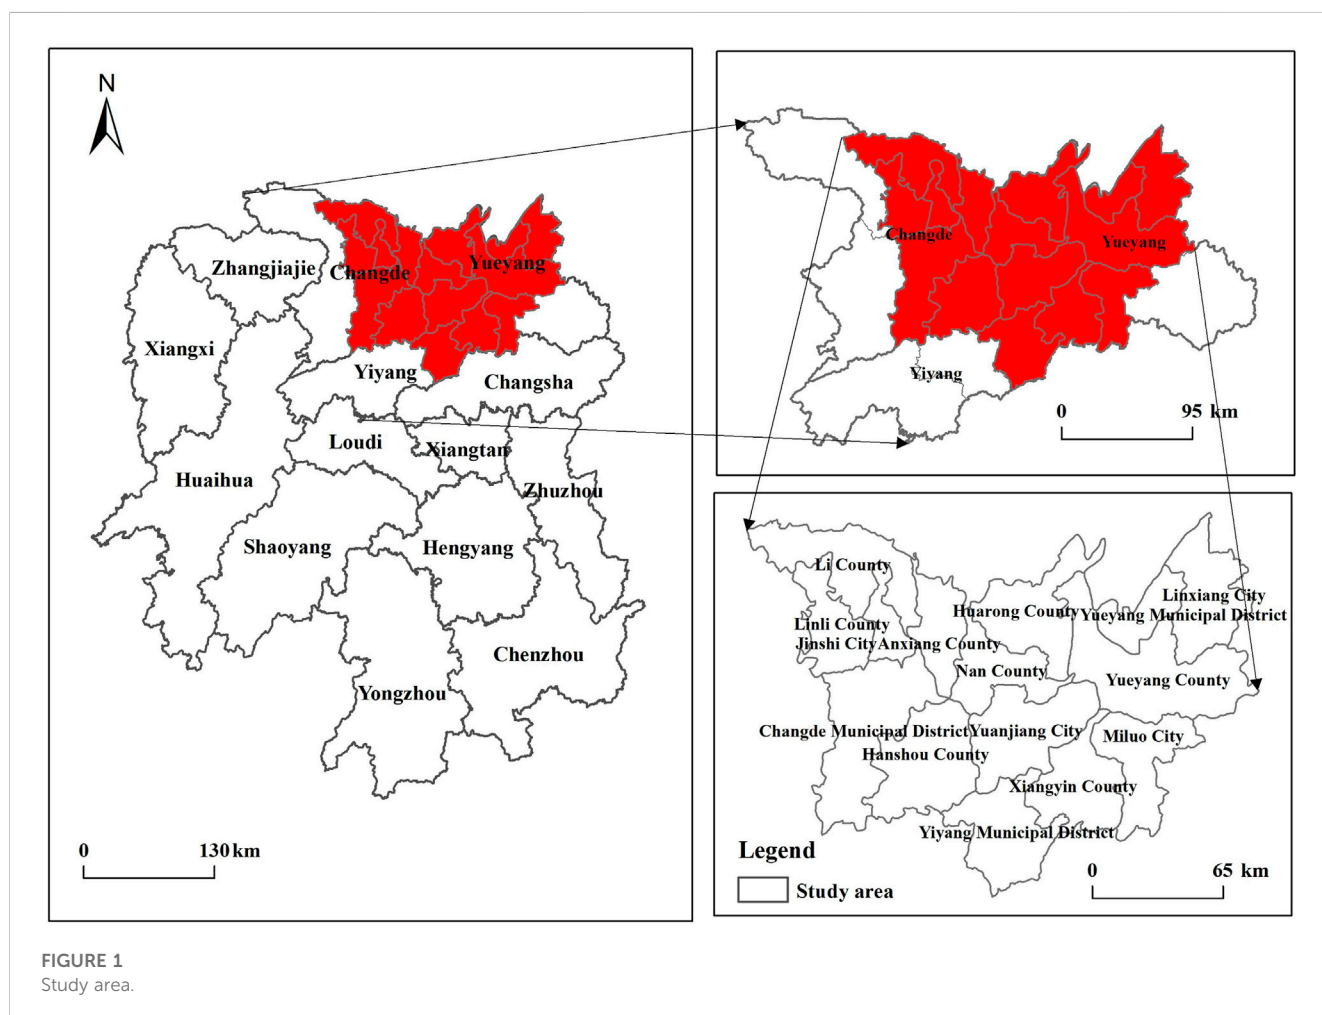 N
Zhangjiajie
Changde
Yueyang
Xiangxi
Yiyang
Changsha
Loudi
Xiangtan
Huaihua
Zhuzhou
Shaoyang
Hengyang
Chenzhou
Yongzhou
0 130 km
Changde
Yueyang
Yiyang
0 95 km
Li County
Linxiang City
Huarong County
Yueyang Municipal District
Linli County
Jinshi City
Anxiang County
Nan County
Yueyang County
Changde Municipal District
Yuanjiang City
Miluo City
Hanshou County
Xiangyin County
Yiyang Municipal District
Legend
Study area
0 65 km
FIGURE 1
Study area.